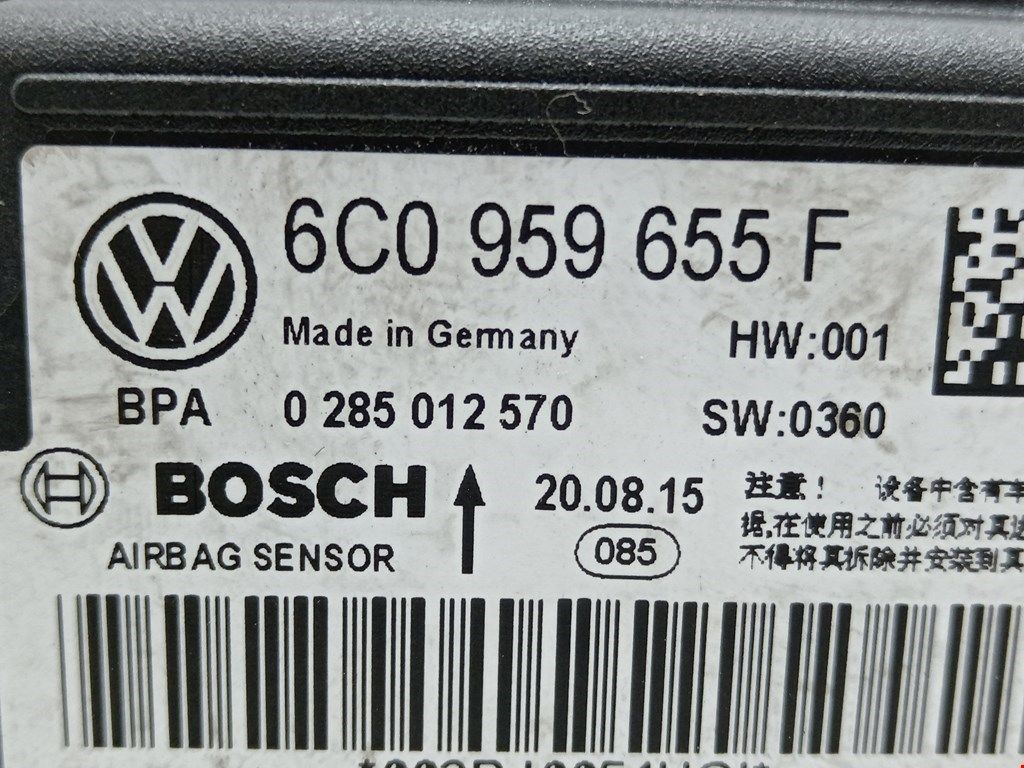 6C0 959 655 F
Made in Germany HW:001
BPA 0 285 012 570 SW:0360
BOSCH 20.08.15
AIRBAG SENSOR 085
注意！ 设备中含有车
据,在使用之前必须对其
不得将其拆除并安装到其